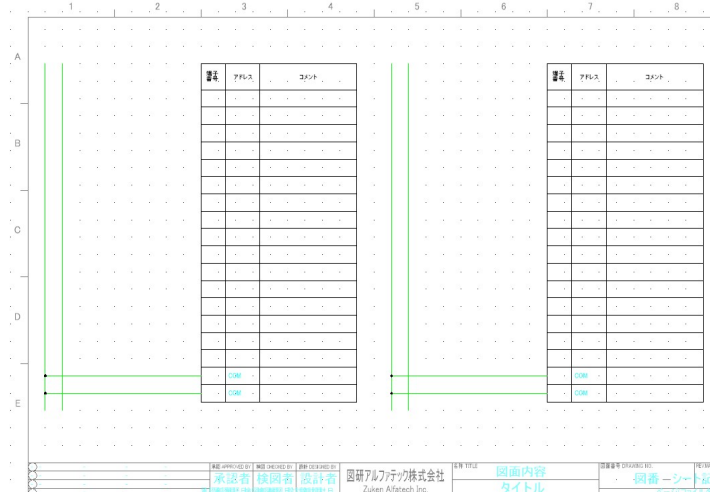 1 2 3 4 5 6 7 8
A
端子番号 アドレス コメント
端子番号 アドレス コメント
B
C
D
COM
COM
COM
COM
E
承認 APPROVED BY 検図 CHECKED BY 設計 DESIGNED BY
承認者 検図者 設計者
図研アルファテック株式会社
Zuken Alfatech Inc.
名称 TITLE
図面内容
タイトル
図面番号 DRAWING NO.
図番 – シート